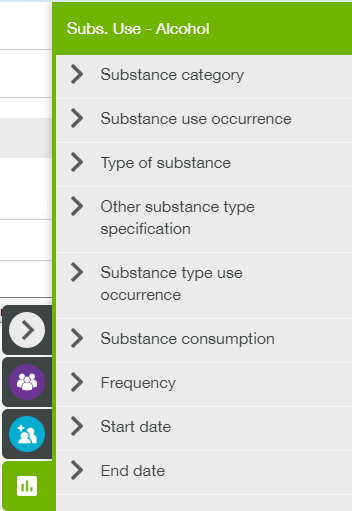 Subs. Use - Alcohol
Substance category
Substance use occurrence
Type of substance
Other substance type
specification
Substance type use
occurrence
Substance consumption
Frequency
Start date
End date